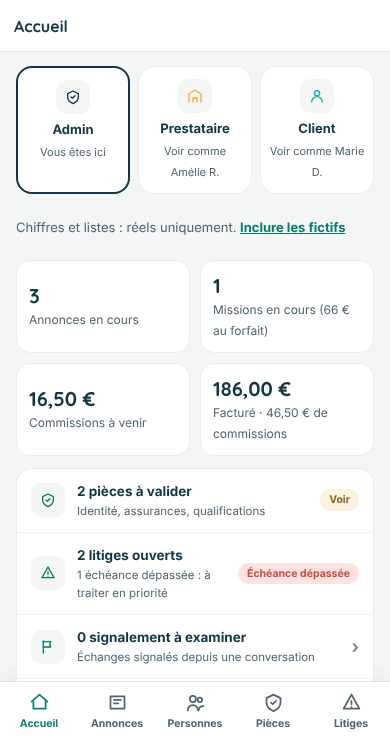 Accueil
Admin
Vous êtes ici
Prestataire
Voir comme
Amélie R.
Client
Voir comme Marie
D.
Chiffres et listes : réels uniquement. Inclure les fictifs
3
Annonces en cours
1
Missions en cours (66 €
au forfait)
16,50 €
Commissions à venir
186,00 €
Facturé · 46,50 € de
commissions
2 pièces à valider
Identité, assurances, qualifications
Voir
2 litiges ouverts
1 échéance dépassée : à
traiter en priorité
Échéance dépassée
0 signalement à examiner
Échanges signalés depuis une conversation
Accueil
Annonces
Personnes
Pièces
Litiges